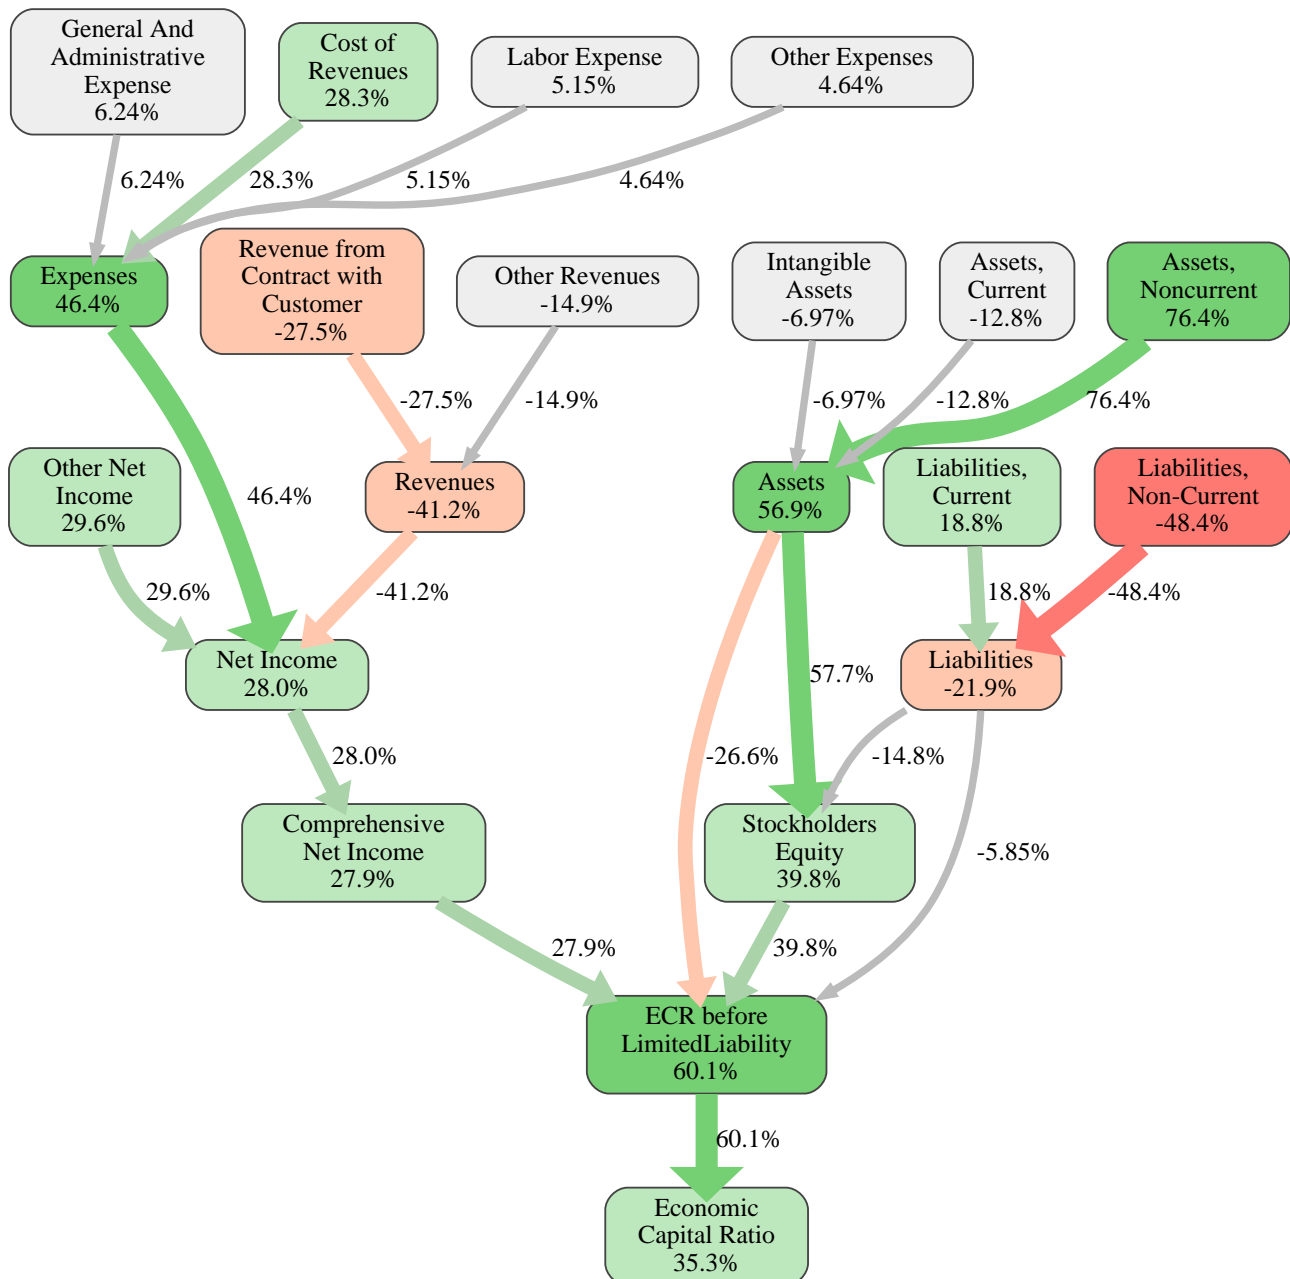 General And
Administrative
Expense
6.24%
Cost of
Revenues
28.3%
Labor Expense
5.15%
Other Expenses
4.64%
6.24%
28.3%
5.15%
4.64%
Expenses
46.4%
Revenue from
Contract with
Customer
-27.5%
Other Revenues
-14.9%
Intangible
Assets
-6.97%
Assets,
Current
-12.8%
Assets,
Noncurrent
76.4%
-27.5%
-14.9%
-6.97%
-12.8%
76.4%
Other Net
Income
29.6%
46.4%
Revenues
-41.2%
Assets
56.9%
Liabilities,
Current
18.8%
Liabilities,
Non-Current
-48.4%
29.6%
-41.2%
18.8%
-48.4%
Net Income
28.0%
57.7%
Liabilities
-21.9%
28.0%
-26.6%
-14.8%
Comprehensive
Net Income
27.9%
Stockholders
Equity
39.8%
-5.85%
27.9%
39.8%
ECR before
LimitedLiability
60.1%
60.1%
Economic
Capital Ratio
35.3%